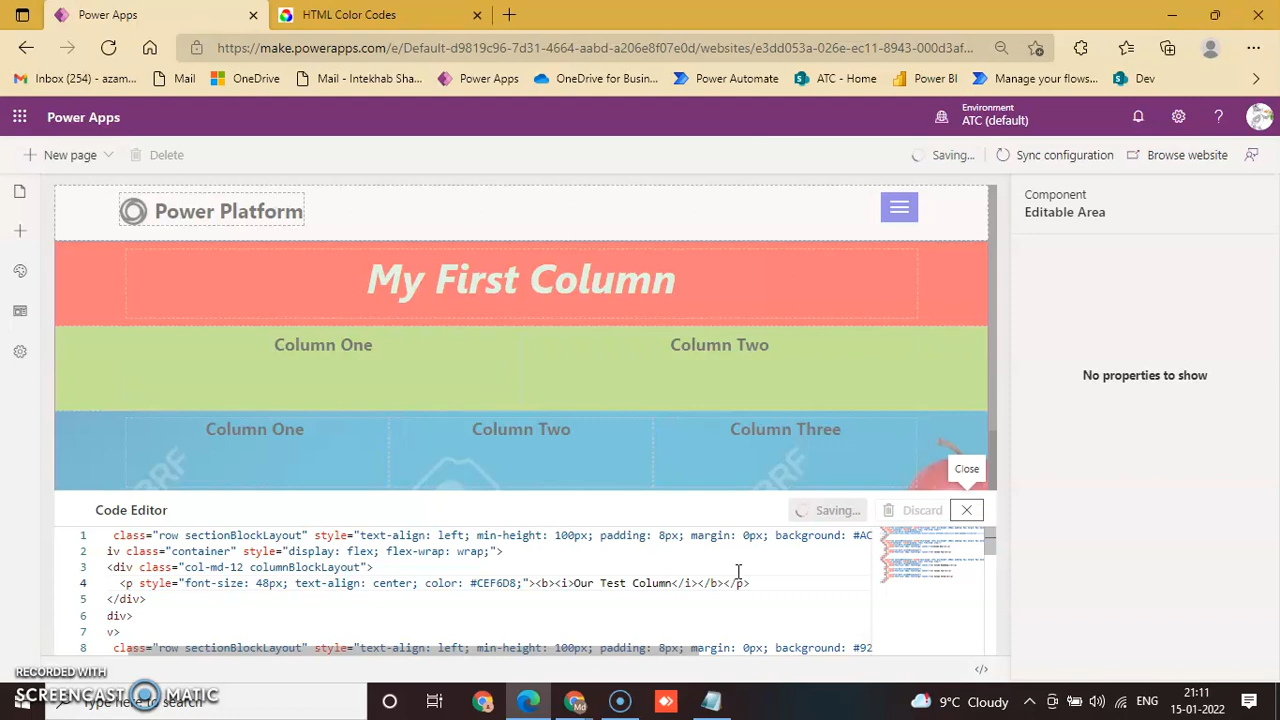 Power Apps
HTML Color Codes
https://make.powerapps.com/e/Default-d9819c96-7d31-4664-aabd-a206e8f07e0d/websites/e3dd053a-026e-ec11-8943-000d3af...
Inbox (254) – azam...
Mail
OneDrive
Mail - Intekhab Sha...
Power Apps
OneDrive for Busin...
Power Automate
ATC - Home
Power BI
Manage your flows...
Dev
Power Apps
Environment
ATC (default)
New page
Delete
Saving...
Sync configuration
Browse website
Power Platform
Component
Editable Area
My First Column
Column One
Column Two
No properties to show
Column One
Column Two
Column Three
Close
Code Editor
Saving...
Discard
1 class="row sectionBlockLayout" style="text-align: left; min-height: 100px; padding: 8px; margin: 0px; background: #AC
2 iv class="container" style="display: flex; flex-wrap: wrap;">
3 <div class="col-md-12 columnBlockLayout">
4 <p style="font-size: 48px; text-align: center; color: #CEF6D8;"><b><i>Our Test Column</i></b></p>
5 </div>
6 div>
7 v>
8 class="row sectionBlockLayout" style="text-align: left; min-height: 100px; padding: 8px; margin: 0px; background: #92
RECORDED WITH
SCREENCAST MATIC
Type here to search
9°C Cloudy
ENG
21:11
15-01-2022